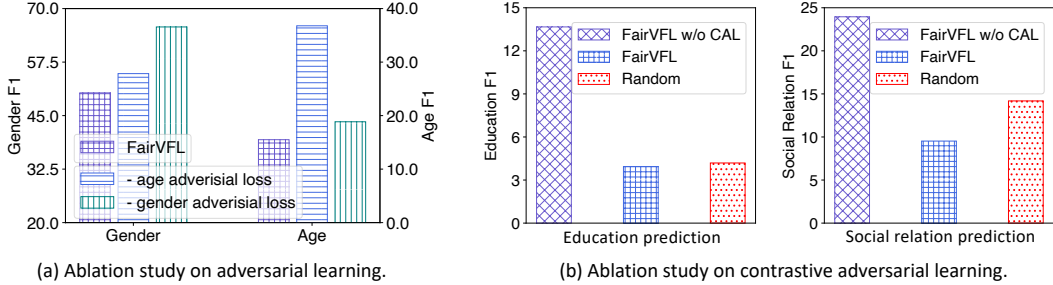 70.0
57.5
45.0
32.5
20.0
Gender F1
40.0
30.0
20.0
10.0
0.0
Age F1
FairVFL
- age adverisial loss
- gender adverisial loss
Gender
Age
(a) Ablation study on adversarial learning.
15
12
9
6
3
0
Education F1
FairVFL w/o CAL
FairVFL
Random
Education prediction
25
20
15
10
5
0
Social Relation F1
FairVFL w/o CAL
FairVFL
Random
Social relation prediction
(b) Ablation study on contrastive adversarial learning.